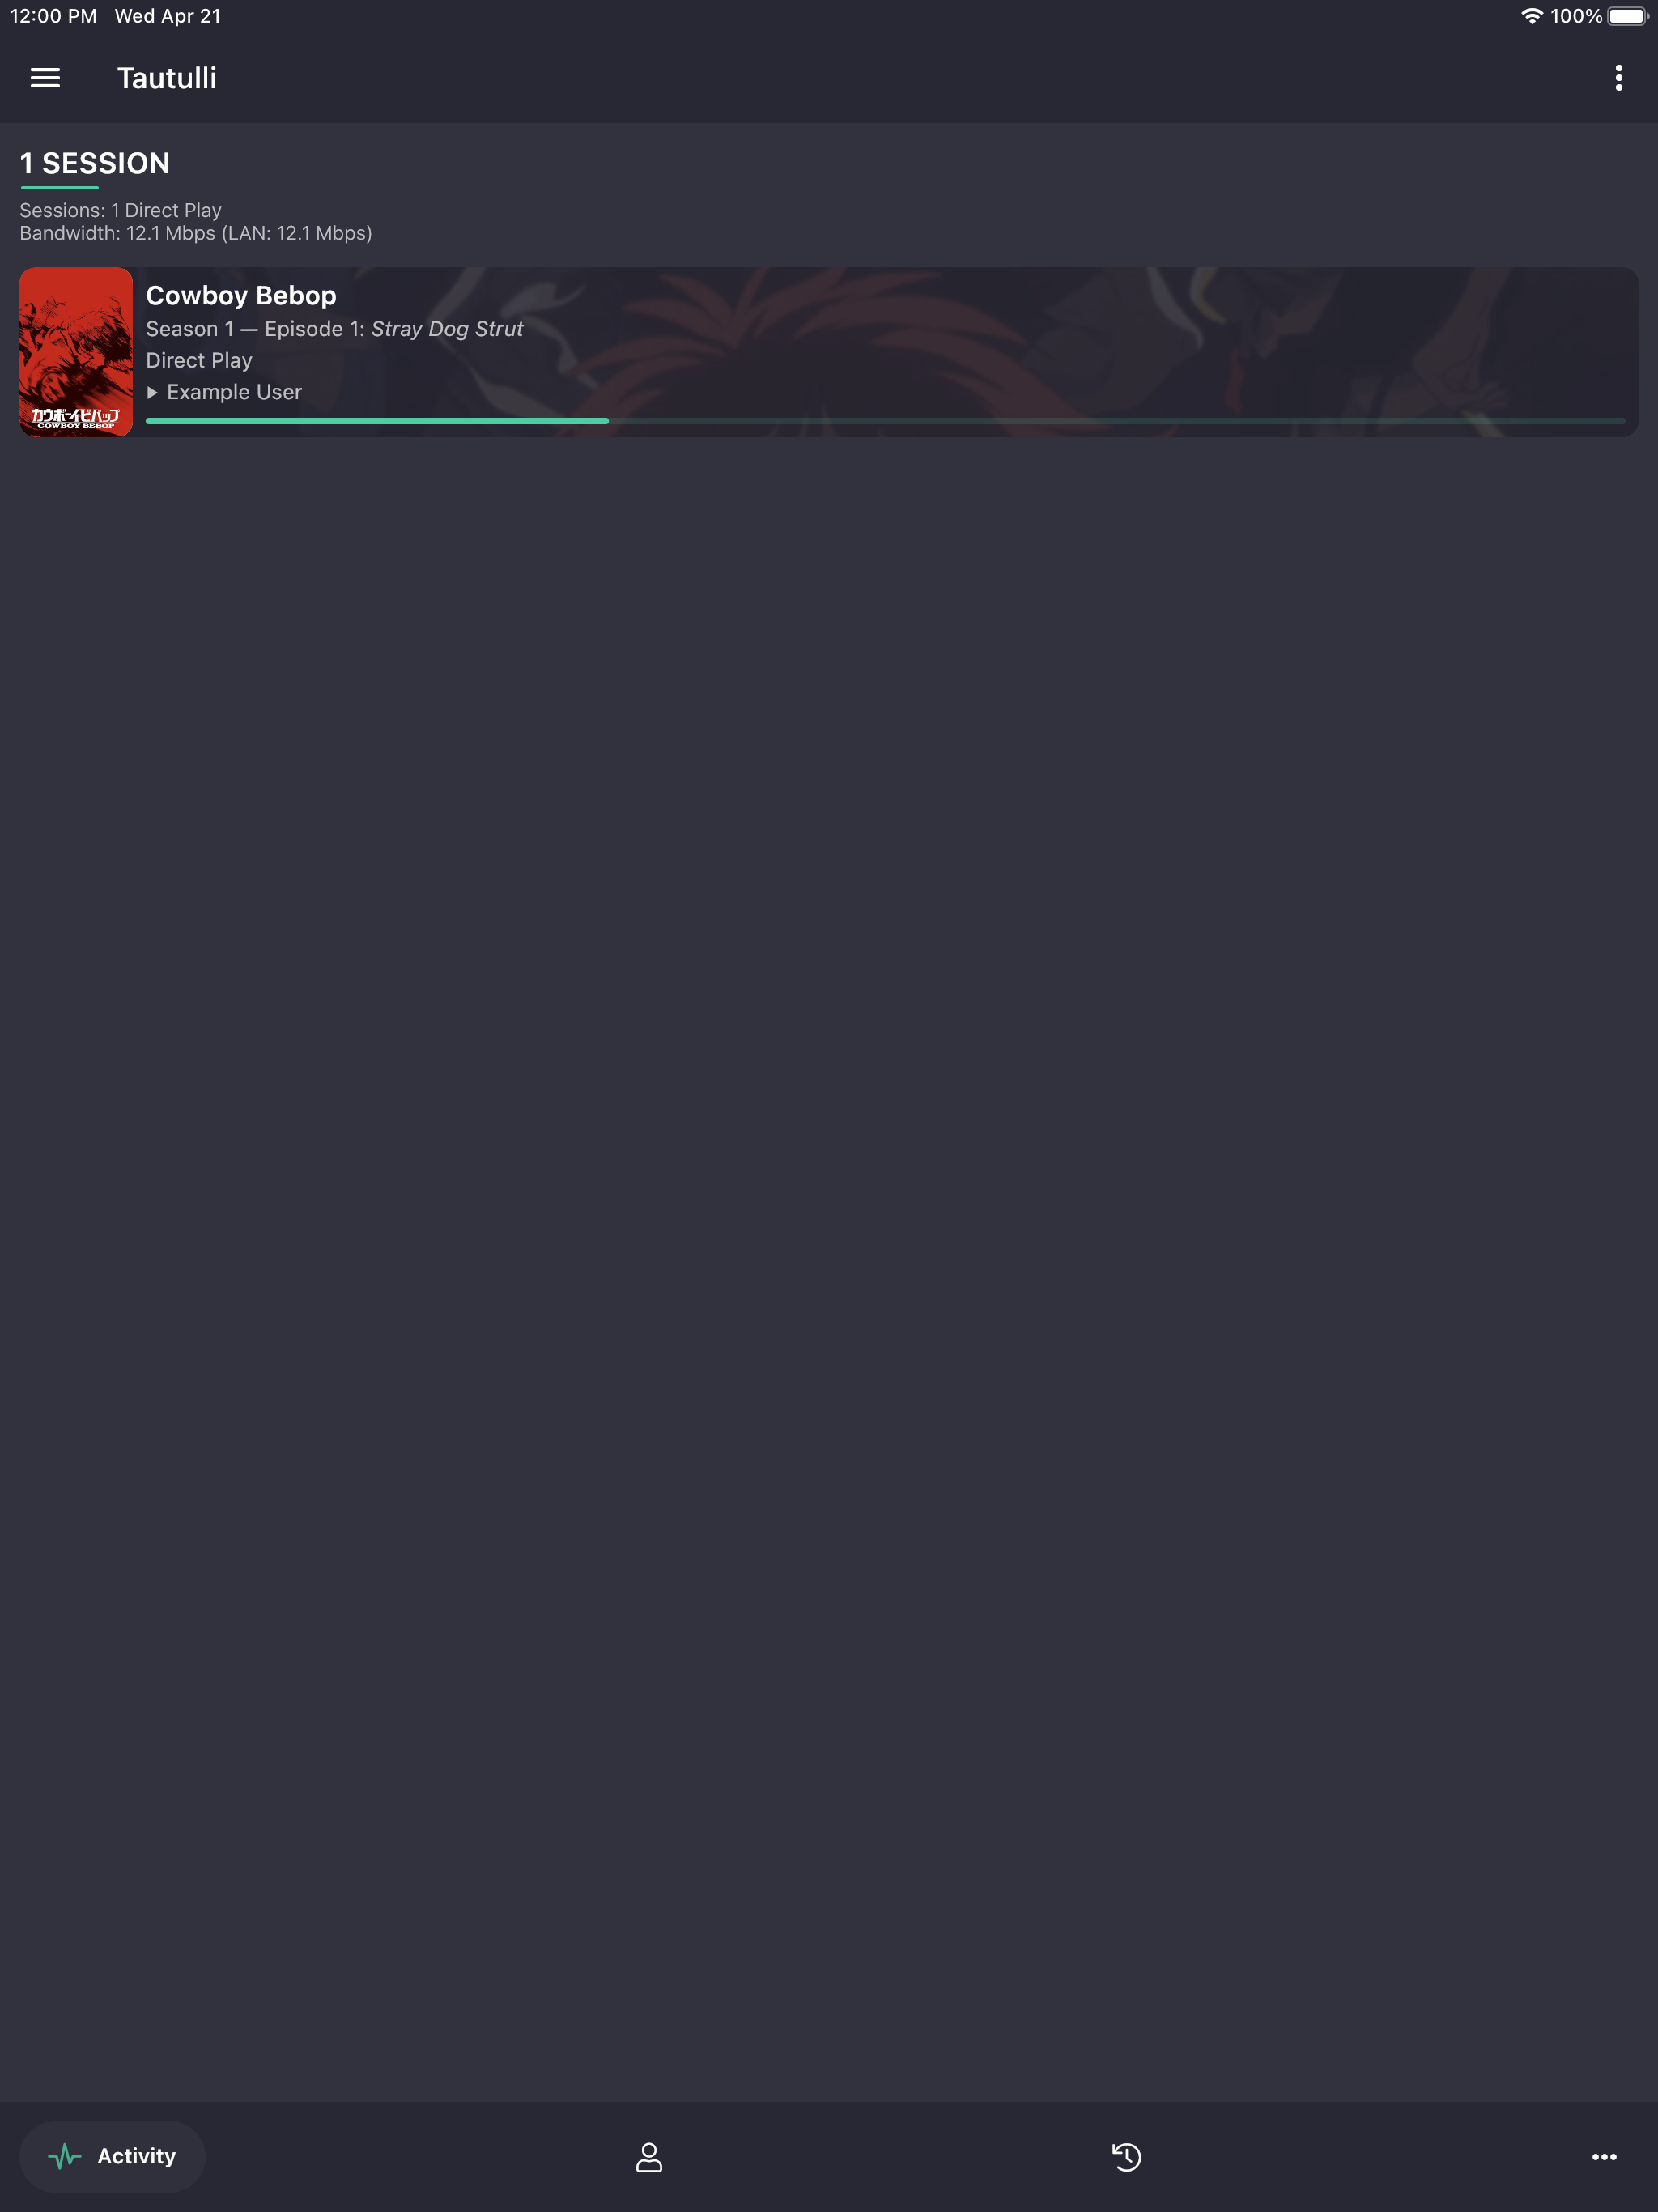 12:00 PM Wed Apr 21 100%
Tautulli
1 SESSION
Sessions: 1 Direct Play
Bandwidth: 12.1 Mbps (LAN: 12.1 Mbps)
Cowboy Bebop
Season 1 — Episode 1: Stray Dog Strut
Direct Play
Example User
カウボーイビバップ
COWBOY BEBOP
Activity